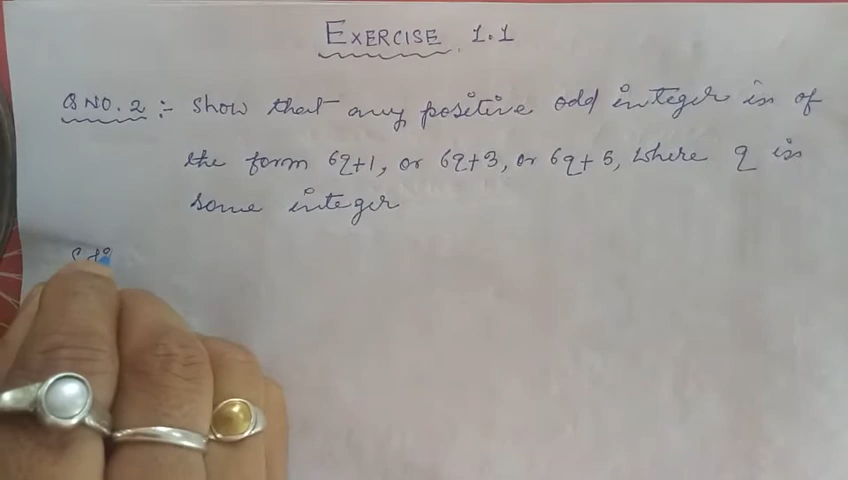 EXERCISE 1.1
Q NO. 2 :- Show that any positive odd integer is of
the form 6q+1, or 6q+3, or 6q+5, where q is
some integer